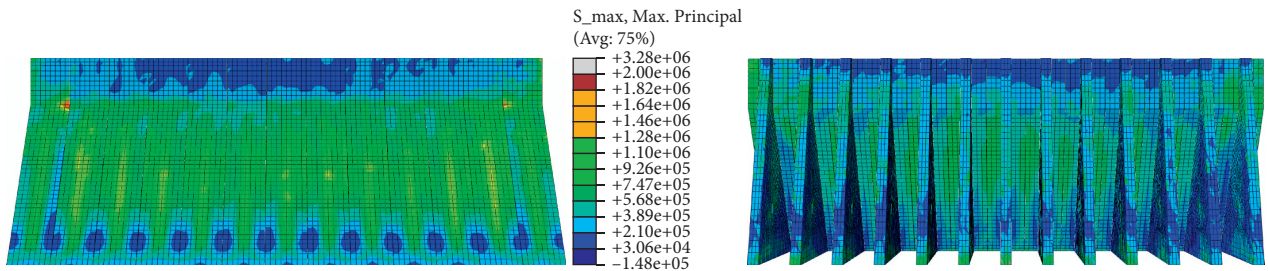 S_max, Max. Principal
(Avg: 75%)
+3.28e+06
+2.00e+06
+1.82e+06
+1.64e+06
+1.46e+06
+1.28e+06
+1.10e+06
+9.26e+05
+7.47e+05
+5.68e+05
+3.89e+05
+2.10e+05
+3.06e+04
−1.48e+05